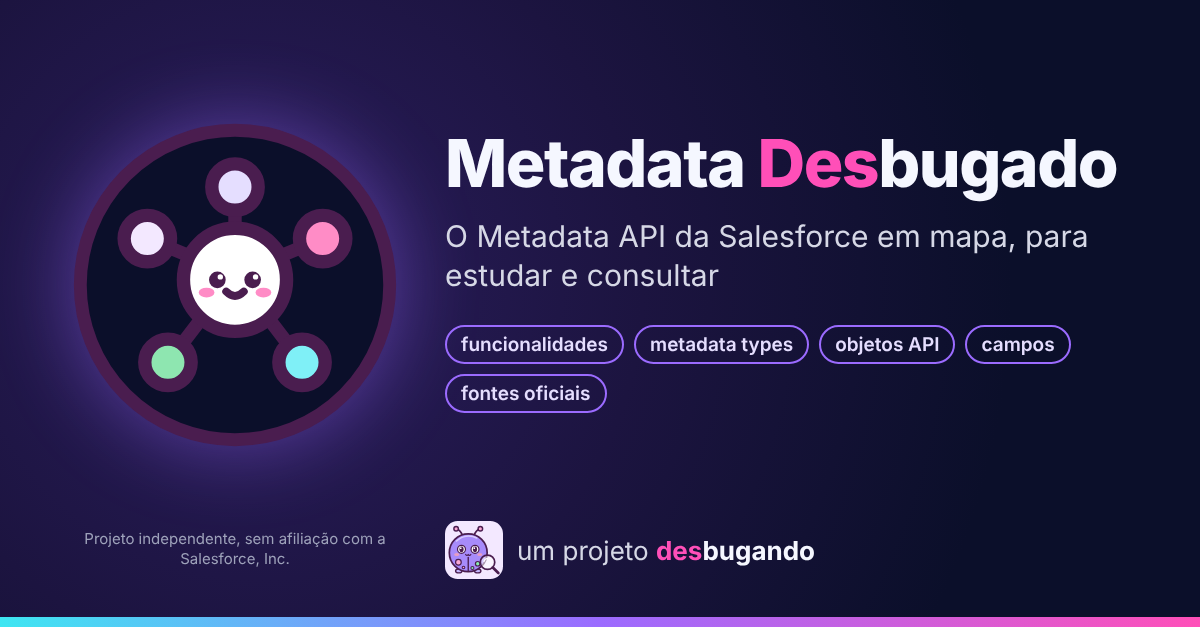 Metadata Desbugado
O Metadata API da Salesforce em mapa, para
estudar e consultar
funcionalidades
metadata types
objetos API
campos
fontes oficiais
Projeto independente, sem afiliação com a
Salesforce, Inc.
um projeto desbugando